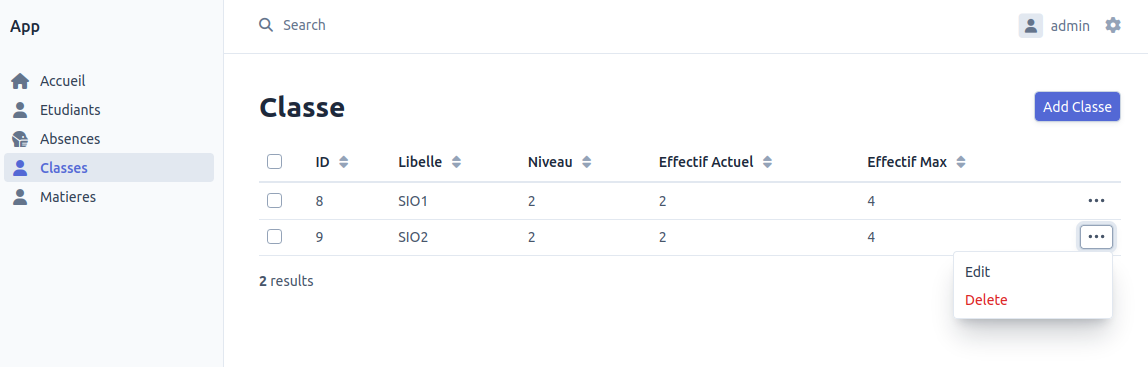 App
Search
admin
Accueil
Etudiants
Absences
Classes
Matieres
Classe
Add Classe
ID Libelle Niveau Effectif Actuel Effectif Max
8 SIO1 2 2 4
9 SIO2 2 2 4
2 results
Edit
Delete